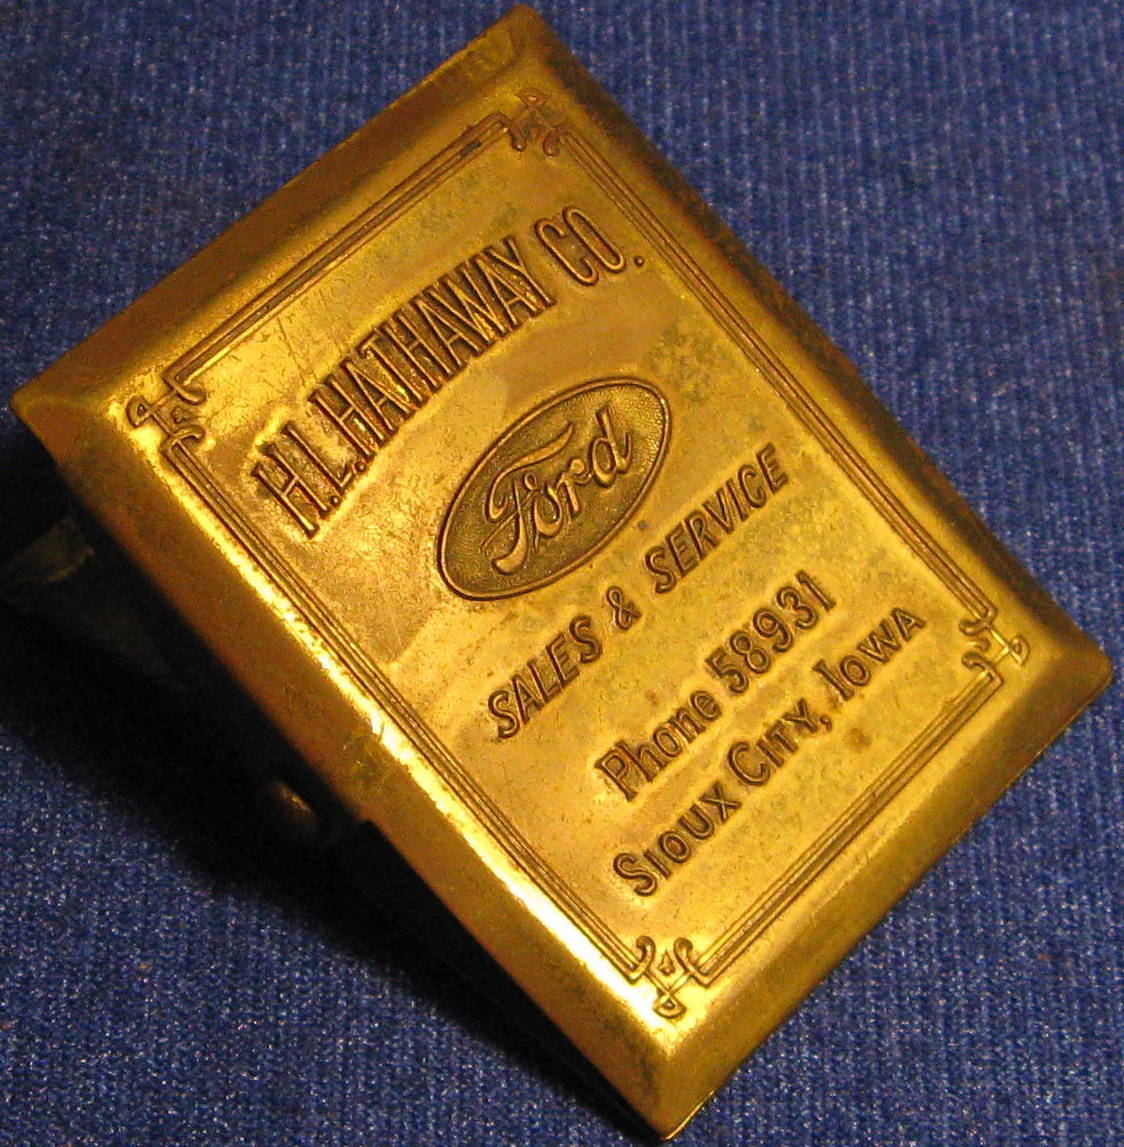 H.L.HATHAWAY CO.
Ford
SALES & SERVICE
Phone 58931
SIOUX CITY, IOWA